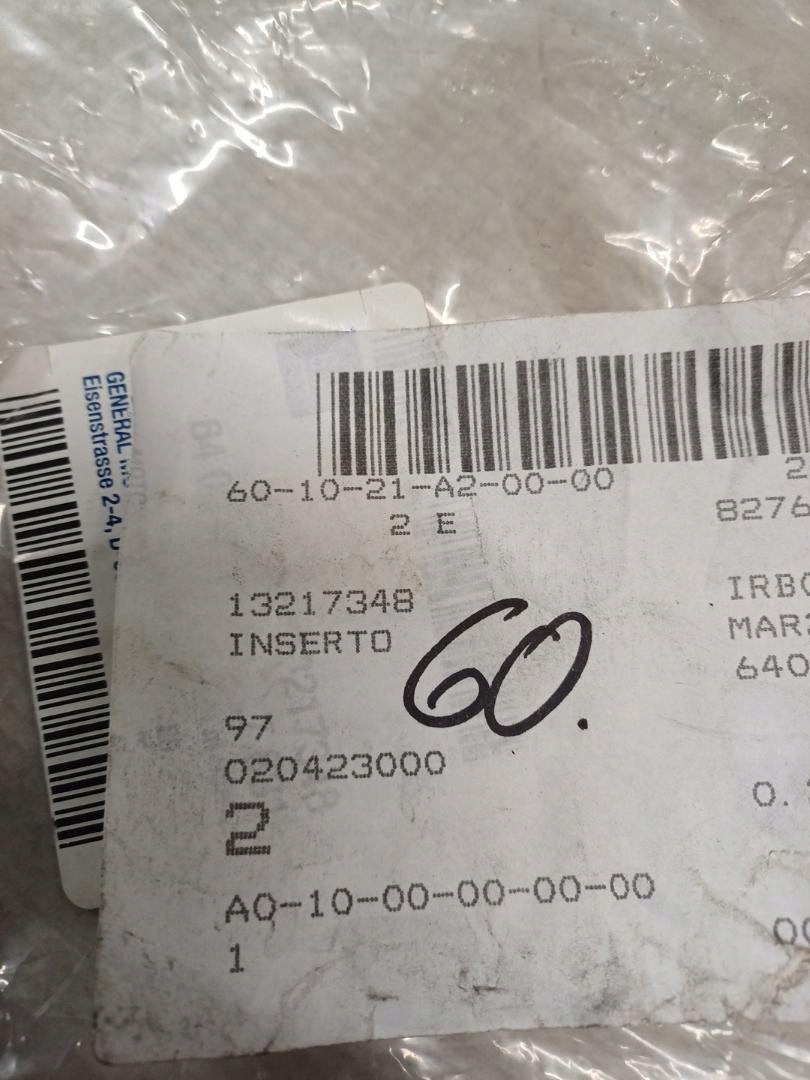 GENERAL
Eisenstrasse 2-4,
60-10-21-A2-00-00
2
2 E
8276
13217348
INSERTO
60.
IRB
MAR
640
97
020423000
2
0.
A0-10-00-00-00-00
1